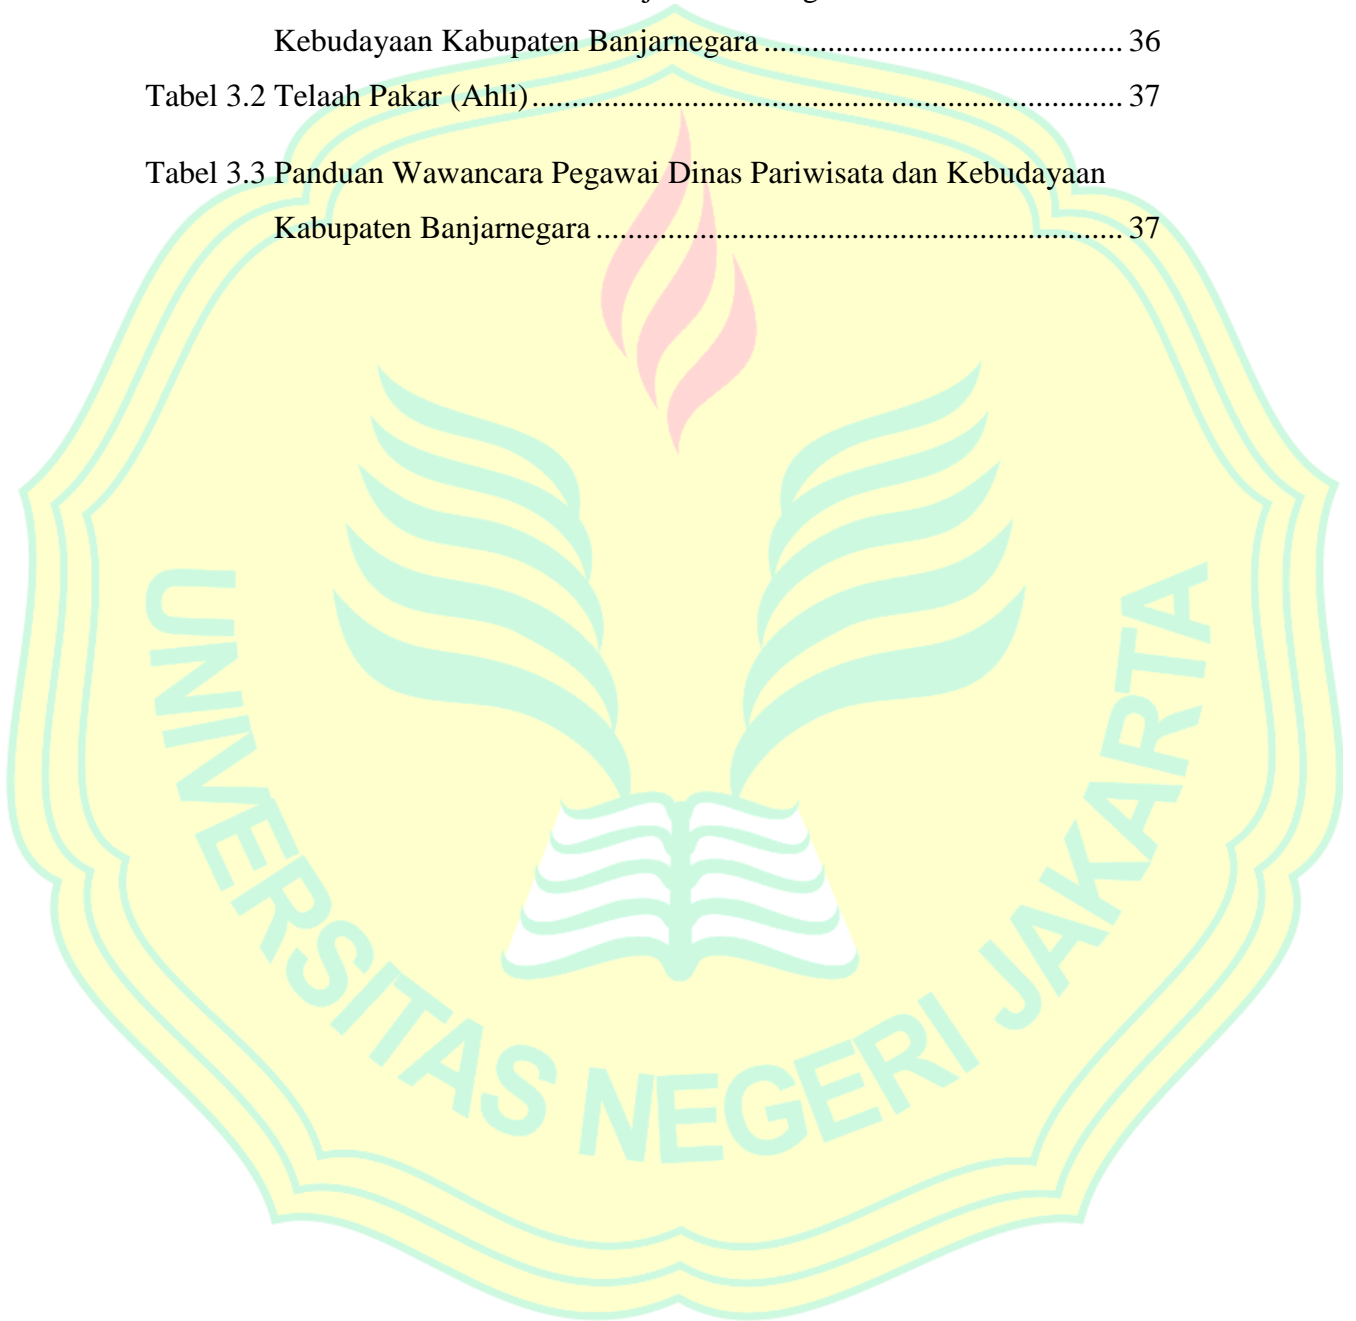 Kebudayaan Kabupaten Banjarnegara ............................................. 36
Tabel 3.2 Telaah Pakar (Ahli) .......................................................................... 37
Tabel 3.3 Panduan Wawancara Pegawai Dinas Pariwisata dan Kebudayaan
Kabupaten Banjarnegara .................................................................. 37
UNIVERSITAS NEGERI JAKARTA